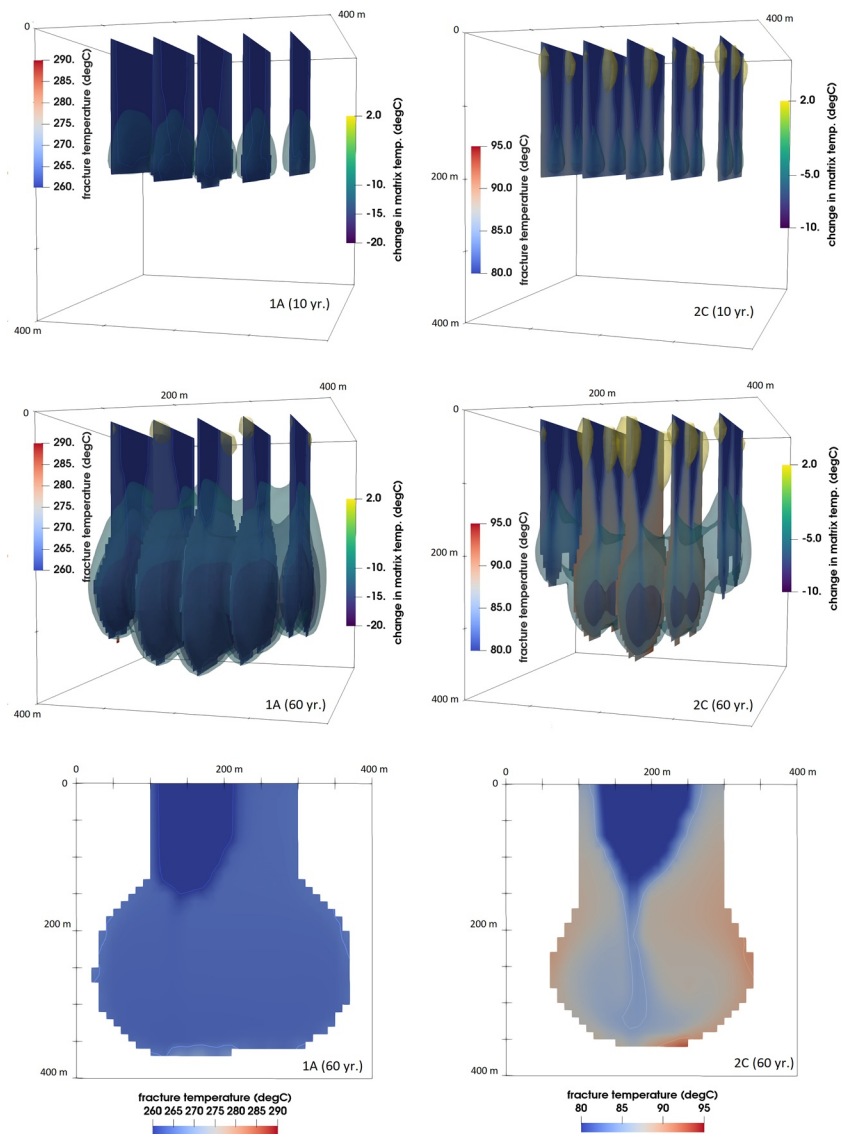 400 m
0
290.
285.
280.
275.
270.
265.
260.
fracture temperature (degC)
2.0
-10.
-15.
-20.
change in matrix temp. (degC)
1A (10 yr.)
400 m
400 m
0
200 m
95.0
90.0
85.0
80.0
fracture temperature (degC)
2.0
-5.0
-10.
change in matrix temp. (degC)
2C (10 yr.)
400 m
200 m
400 m
0
290.
285.
280.
275.
270.
265.
260.
fracture temperature (degC)
2.0
-10.
-15.
-20.
change in matrix temp. (degC)
1A (60 yr.)
400 m
200 m
400 m
0
200 m
95.0
90.0
85.0
80.0
fracture temperature (degC)
2.0
-5.0
-10.
change in matrix temp. (degC)
2C (60 yr.)
400 m
0 200 m 400 m
0
200 m
400 m
1A (60 yr.)
fracture temperature (degC)
260 265 270 275 280 285 290
0 200 m 400 m
0
200 m
400 m
2C (60 yr.)
fracture temperature (degC)
80 85 90 95